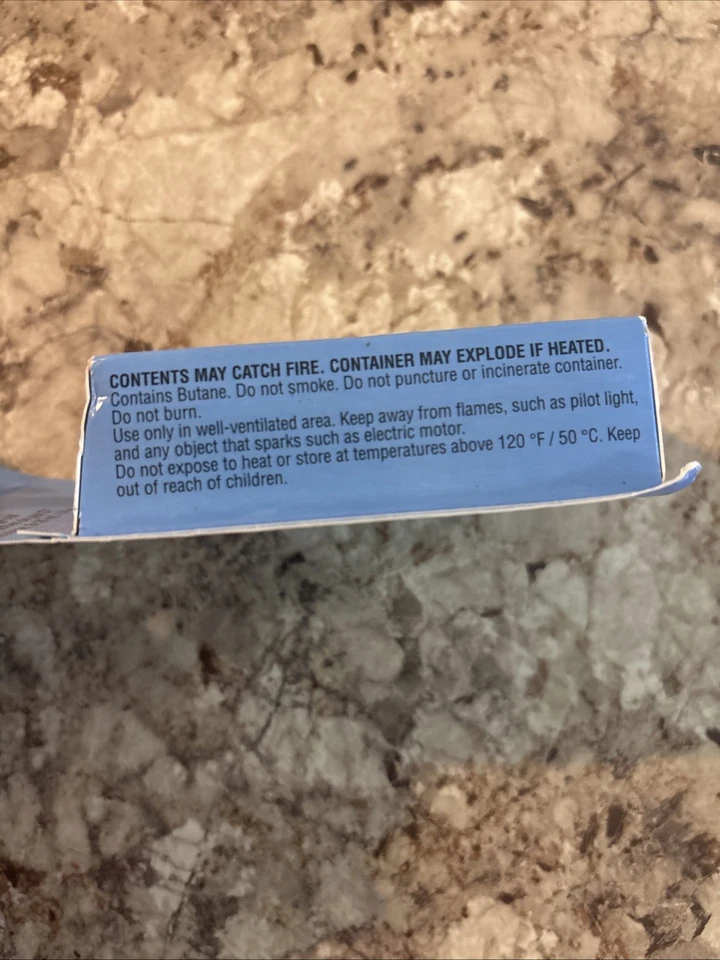 CONTENTS MAY CATCH FIRE. CONTAINER MAY EXPLODE IF HEATED.
Contains Butane. Do not smoke. Do not puncture or incinerate container.
Do not burn.
Use only in well-ventilated area. Keep away from flames, such as pilot light,
and any object that sparks such as electric motor.
Do not expose to heat or store at temperatures above 120 °F / 50 °C. Keep
out of reach of children.